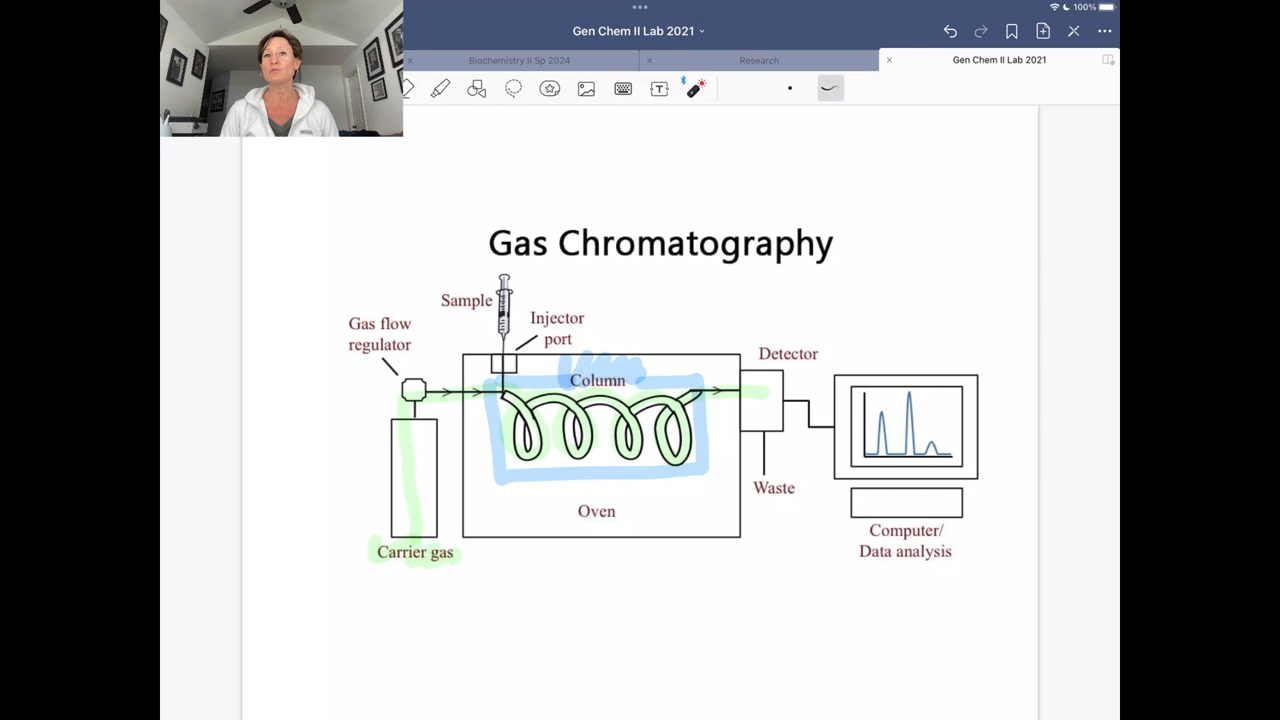 100%
Gen Chem II Lab 2021
Biochemistry II Sp 2024
Research
Gen Chem II Lab 2021
T
Gas Chromatography
Sample
Injector
port
Gas flow
regulator
Detector
Column
Waste
Oven
Carrier gas
Computer/
Data analysis